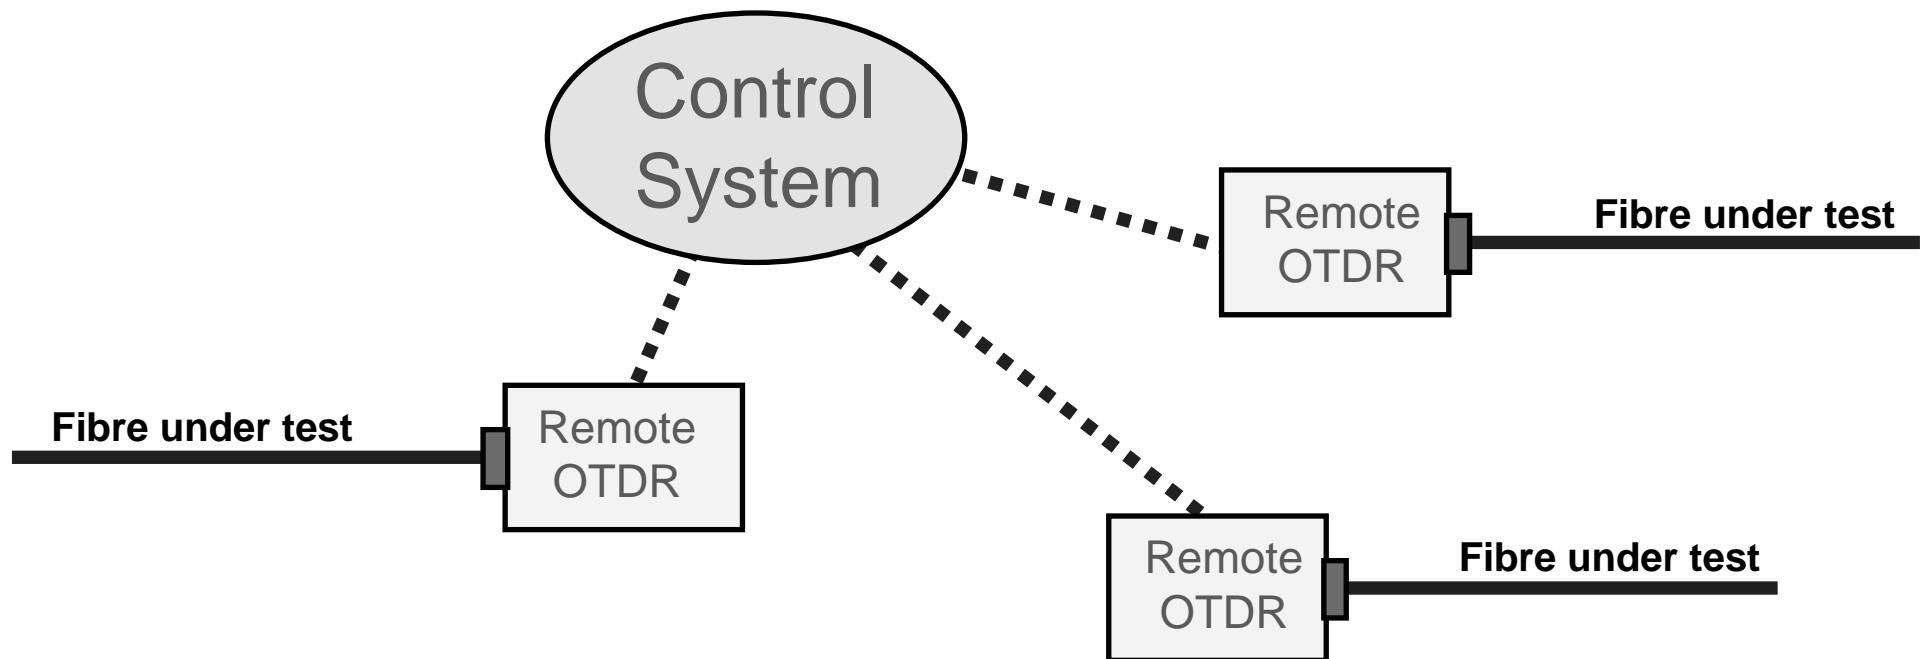 Control
System
Remote
OTDR
Fibre under test
Fibre under test
Remote
OTDR
Remote
OTDR
Fibre under test